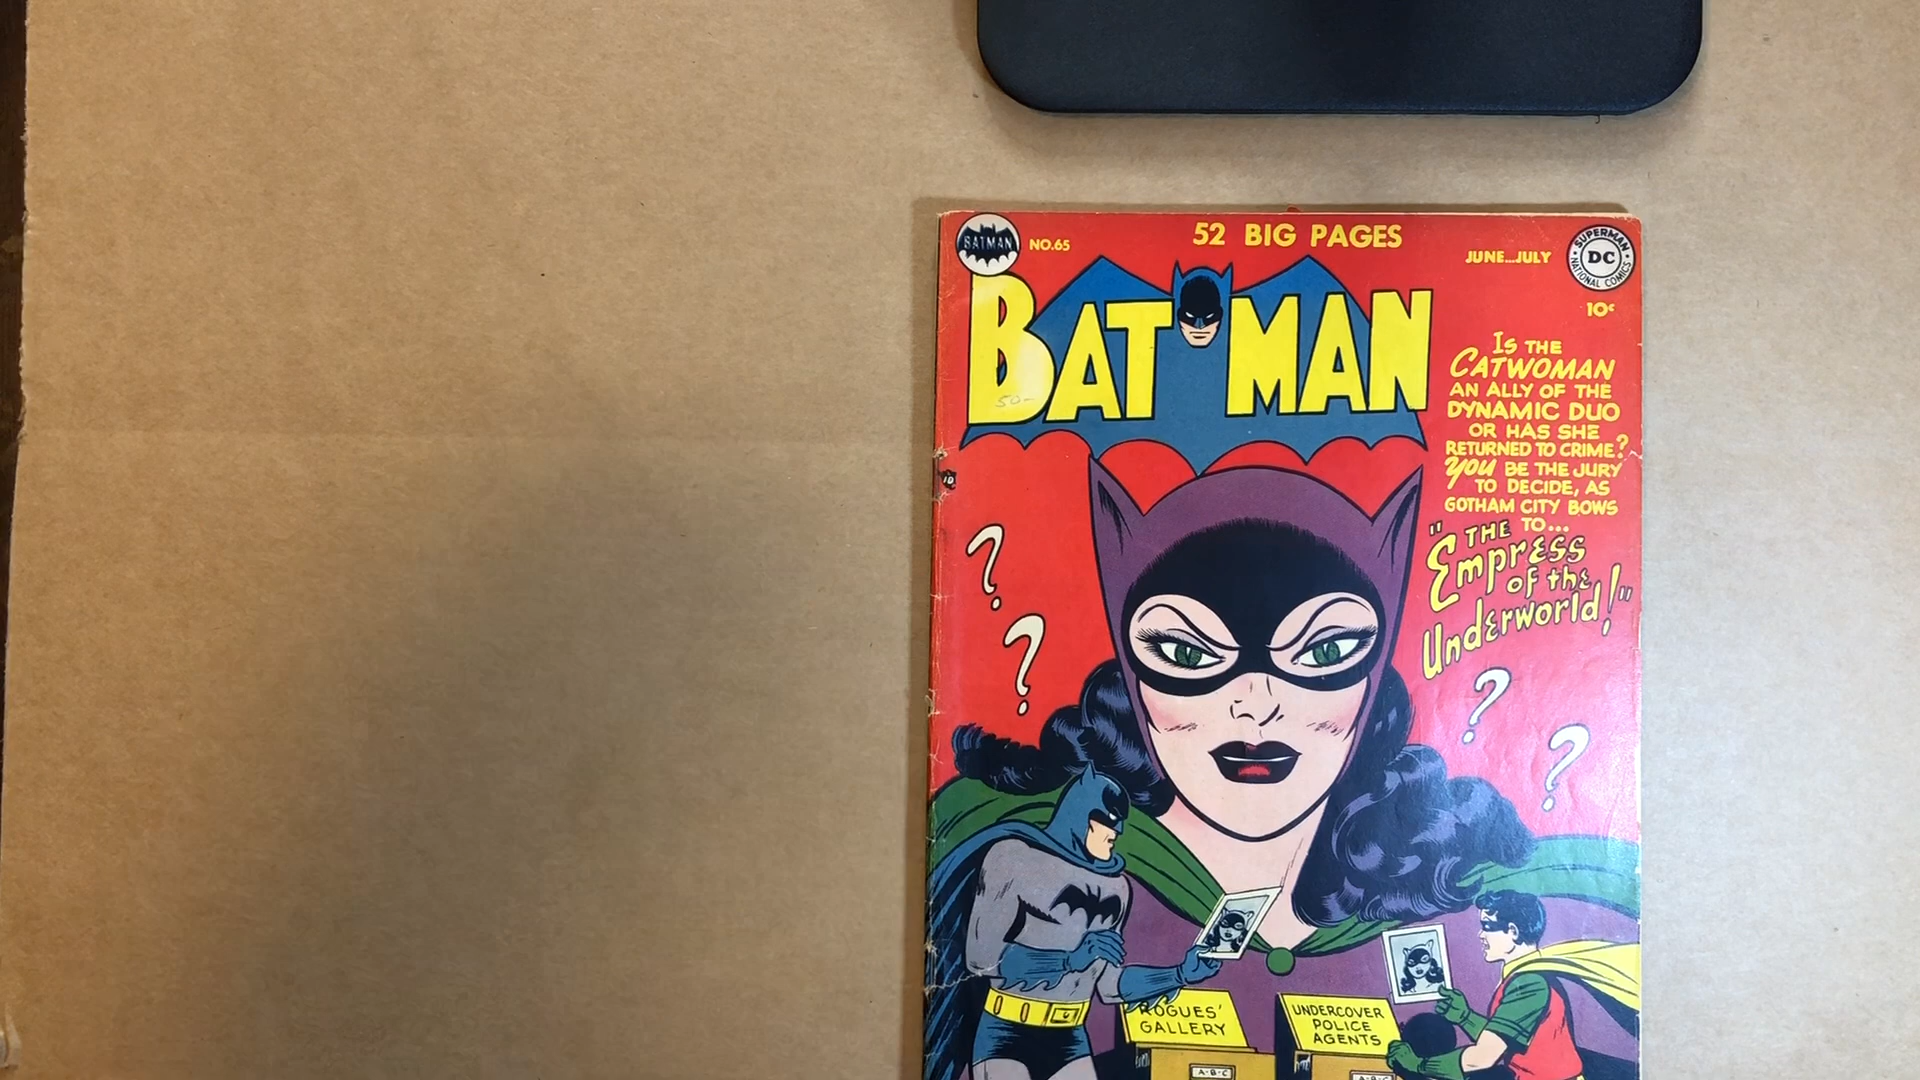 52 BIG PAGES
BATMAN
NO.65
JUNE...JULY
SUPERMAN
DC
NATIONAL COMICS
10¢
BATMAN
50-
IS THE
CATWOMAN
AN ALLY OF THE
DYNAMIC DUO
OR HAS SHE
RETURNED TO CRIME?
YOU BE THE JURY
TO DECIDE, AS
GOTHAM CITY BOWS
TO...
"THE
Empress
of the
Underworld!"
10
?
?
?
?
ROGUES'
GALLERY
UNDERCOVER
POLICE
AGENTS
A-B-C
A-B-C